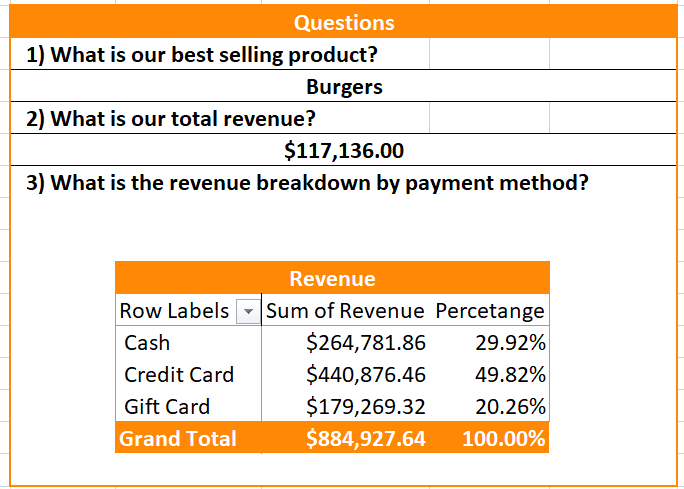 Questions
1) What is our best selling product?
Burgers
2) What is our total revenue?
$117,136.00
3) What is the revenue breakdown by payment method?
Revenue
Row Labels Sum of Revenue Percetange
Cash $264,781.86 29.92%
Credit Card $440,876.46 49.82%
Gift Card $179,269.32 20.26%
Grand Total $884,927.64 100.00%